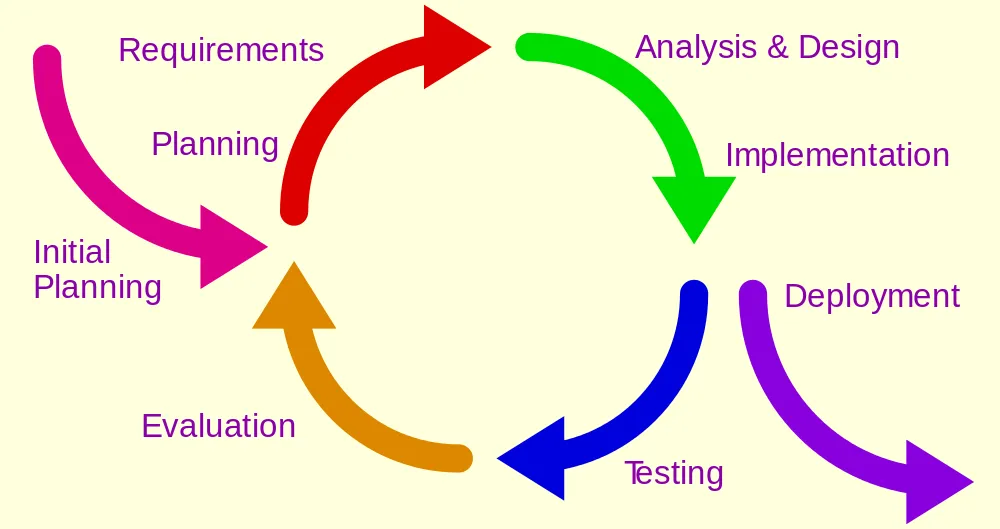 Requirements
Analysis & Design
Planning
Implementation
Initial
Planning
Deployment
Evaluation
Testing